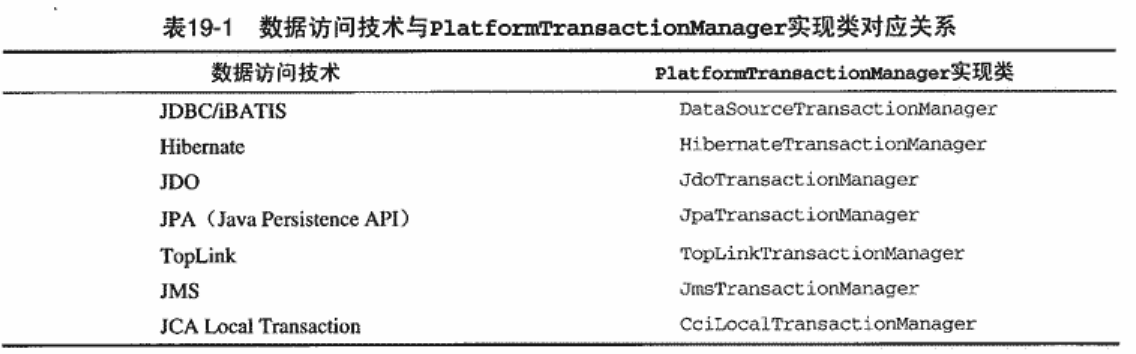 表19-1 数据访问技术与PlatformTransactionManager实现类对应关系
数据访问技术 PlatformTransactionManager实现类
JDBC/iBATIS DataSourceTransactionManager
Hibernate HibernateTransactionManager
JDO JdoTransactionManager
JPA（Java Persistence API） JpaTransactionManager
TopLink TopLinkTransactionManager
JMS JmsTransactionManager
JCA Local Transaction CciLocalTransactionManager